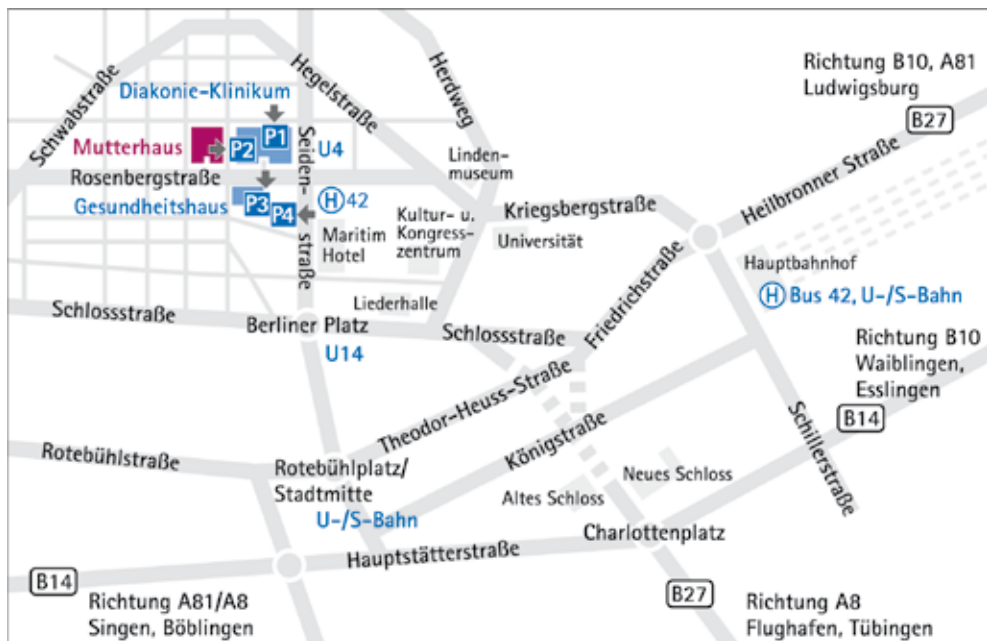 Richtung B10, A81
Ludwigsburg
B27
Schwabstraße
Hegelstraße
Herdweg
Diakonie-Klinikum
P1
Mutterhaus
P2
Seiden-
straße
U4
Linden-
museum
Heilbronner Straße
Rosenbergstraße
Gesundheitshaus
P3
P4
H 42
Kriegsbergstraße
Maritim
Hotel
Kultur- u.
Kongress-
zentrum
Universität
Hauptbahnhof
H Bus 42, U-/S-Bahn
Friedrichstraße
Liederhalle
Schlossstraße
Berliner Platz
U14
Schlossstraße
Richtung B10
Waiblingen,
Esslingen
B14
Theodor-Heuss-Straße
Königstraße
Schillerstraße
Rotebühlstraße
Rotebühlplatz/
Stadtmitte
U-/S-Bahn
Neues Schloss
Altes Schloss
Charlottenplatz
Hauptstätterstraße
B14
Richtung A81/A8
Singen, Böblingen
B27
Richtung A8
Flughafen, Tübingen